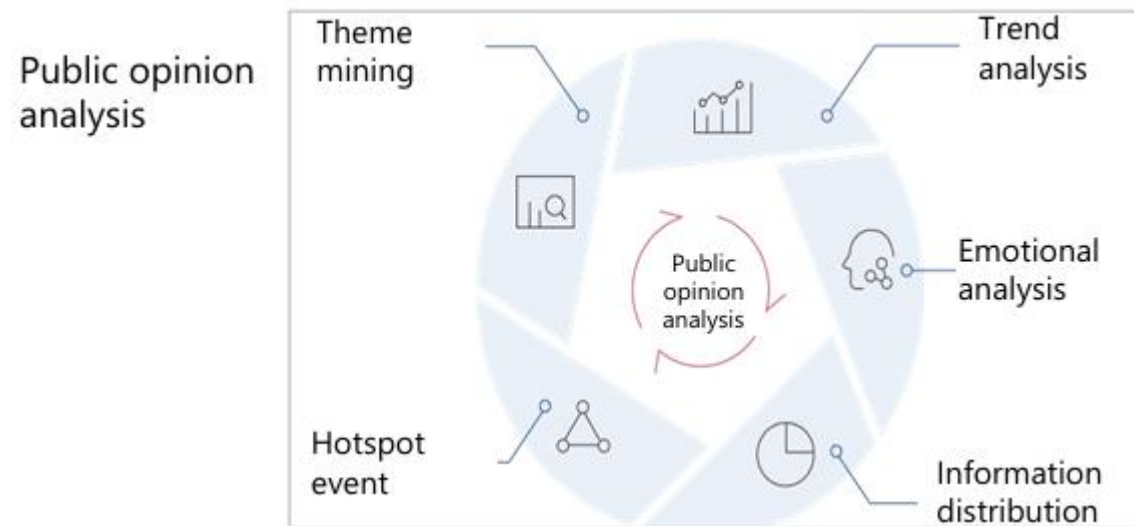 Public opinion
analysis
Theme
mining
Trend
analysis
Public
opinion
analysis
Emotional
analysis
Hotspot
event
Information
distribution